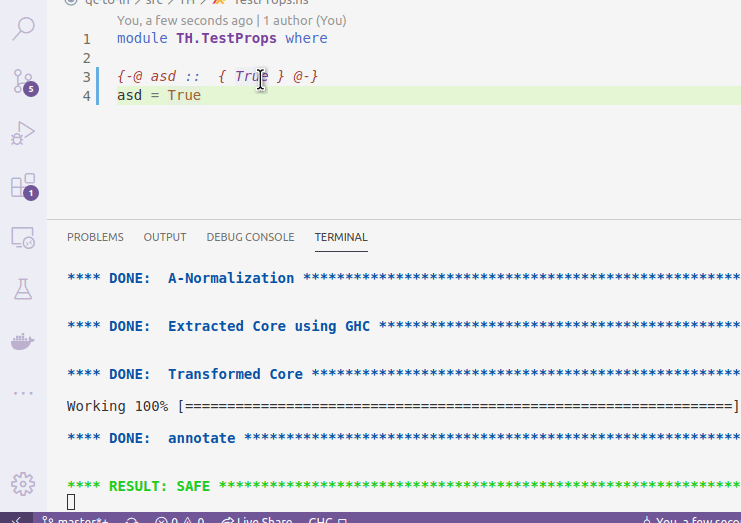 qc-to-lh > src > TH > TestProps.hs
You, a few seconds ago | 1 author (You)
1 module TH.TestProps where
2
3 {-@ asd :: { True } @-}
4 asd = True
PROBLEMS OUTPUT DEBUG CONSOLE TERMINAL
**** DONE:  A-Normalization ****************************************************
**** DONE:  Extracted Core using GHC *******************************************
**** DONE:  Transformed Core ***************************************************
Working 100% [=================================================================]
**** DONE:  annotate ***********************************************************
**** RESULT: SAFE **************************************************************
5
1
master*+ 0 0 Live Share GHC You, a few seco